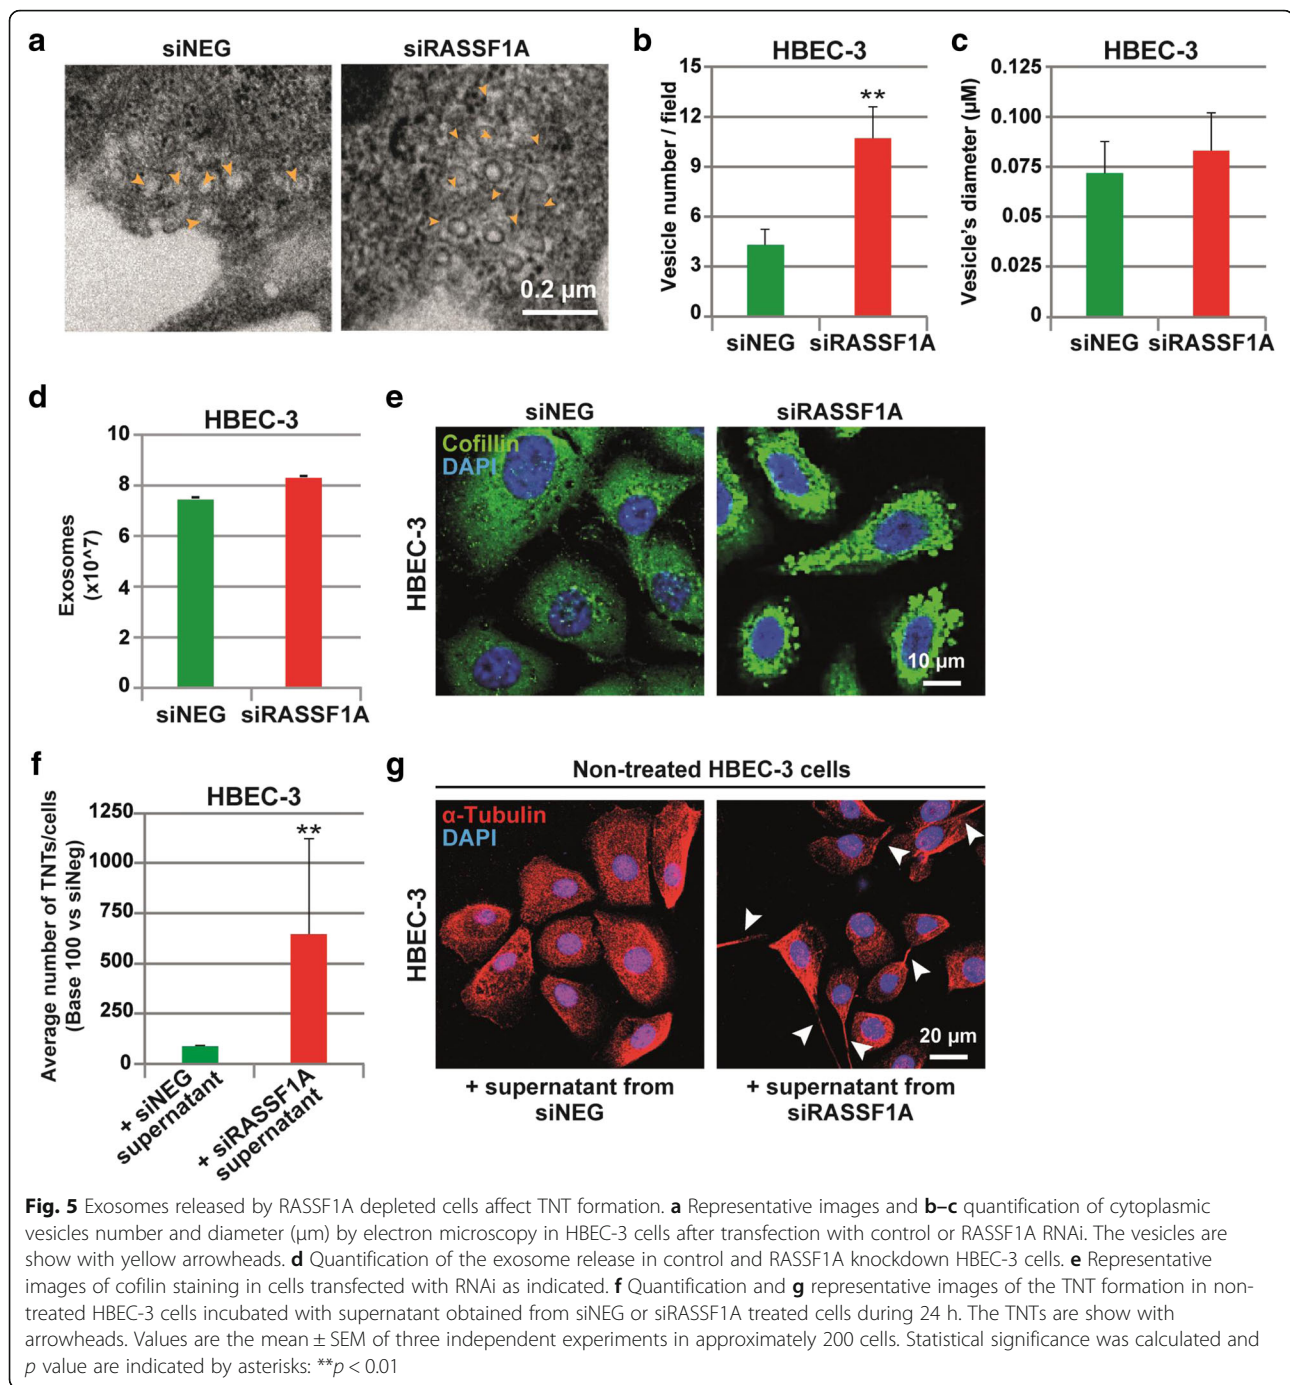 a
siNEG
siRASSF1A
0.2 µm
b
HBEC-3
Vesicle number / field
15
12
9
6
3
0
**
siNEG
siRASSF1A
c
HBEC-3
Vesicle's diameter (µM)
0.125
0.100
0.075
0.05
0.025
0
siNEG
siRASSF1A
d
HBEC-3
Exosomes
(x10^7)
10
8
6
4
2
0
siNEG
siRASSF1A
e
siNEG
siRASSF1A
HBEC-3
Cofillin
DAPI
10 µm
f
HBEC-3
Average number of TNTs/cells
(Base 100 vs siNeg)
1250
1000
750
500
250
0
**
+ siNEG
supernatant
+ siRASSF1A
supernatant
g
Non-treated HBEC-3 cells
HBEC-3
α-Tubulin
DAPI
20 µm
+ supernatant from
siNEG
+ supernatant from
siRASSF1A
Fig. 5 Exosomes released by RASSF1A depleted cells affect TNT formation. a Representative images and b–c quantification of cytoplasmic
vesicles number and diameter (µm) by electron microscopy in HBEC-3 cells after transfection with control or RASSF1A RNAi. The vesicles are
show with yellow arrowheads. d Quantification of the exosome release in control and RASSF1A knockdown HBEC-3 cells. e Representative
images of cofilin staining in cells transfected with RNAi as indicated. f Quantification and g representative images of the TNT formation in non-
treated HBEC-3 cells incubated with supernatant obtained from siNEG or siRASSF1A treated cells during 24 h. The TNTs are show with
arrowheads. Values are the mean ± SEM of three independent experiments in approximately 200 cells. Statistical significance was calculated and
p value are indicated by asterisks: **p < 0.01